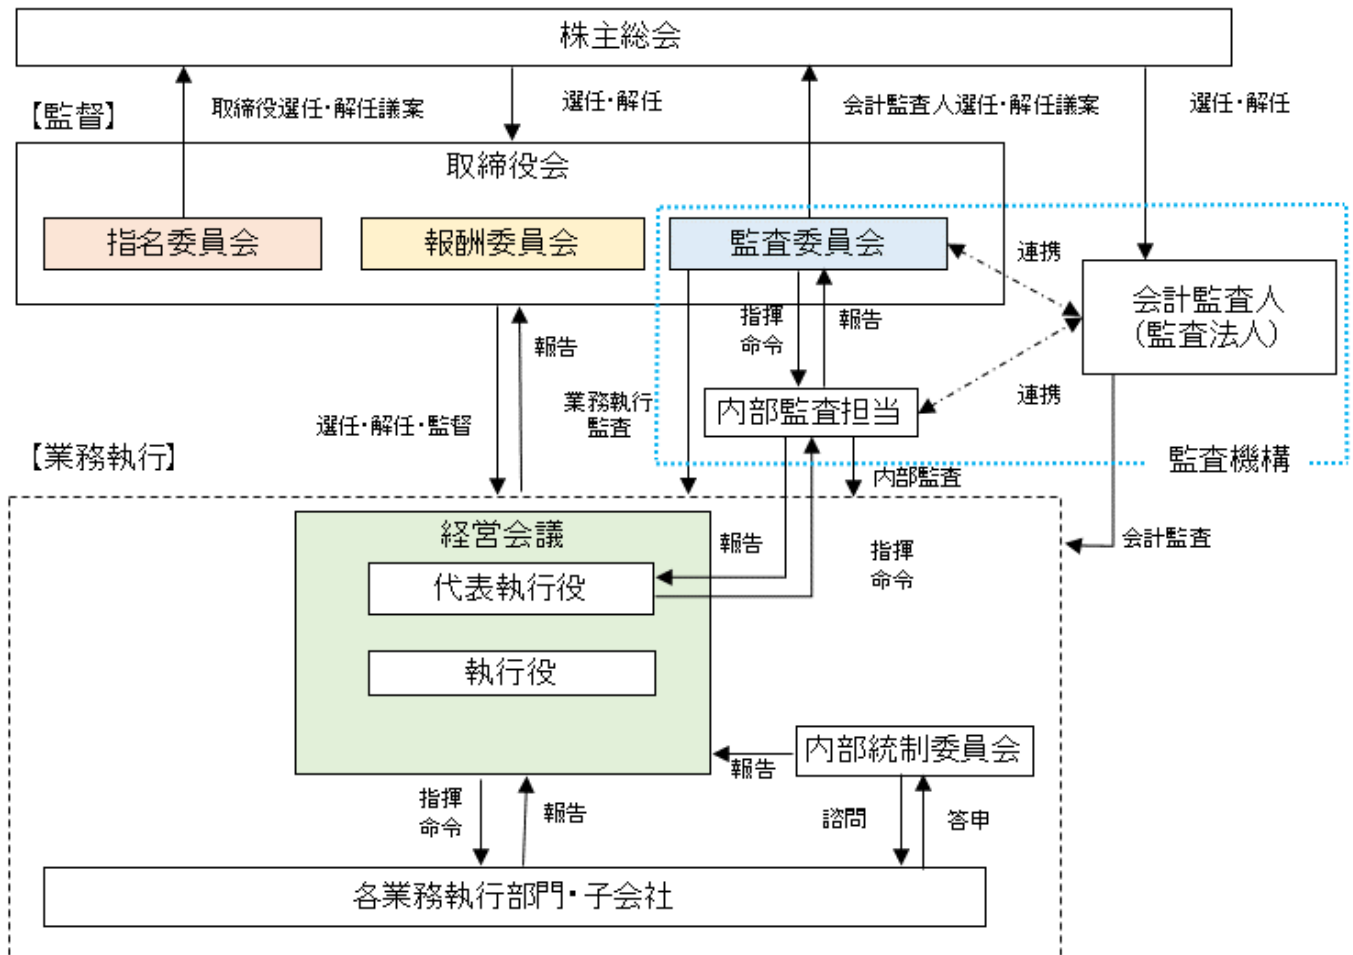 株主総会
取締役選任・解任議案
選任・解任
会計監査人選任・解任議案
選任・解任
【監督】
取締役会
指名委員会
報酬委員会
監査委員会
連携
会計監査人
(監査法人)
指揮
命令
報告
報告
選任・解任・監督
業務執行
監査
内部監査担当
連携
【業務執行】
監査機構
内部監査
経営会議
報告
指揮
命令
会計監査
代表執行役
執行役
内部統制委員会
報告
指揮
命令
報告
諮問
答申
各業務執行部門・子会社